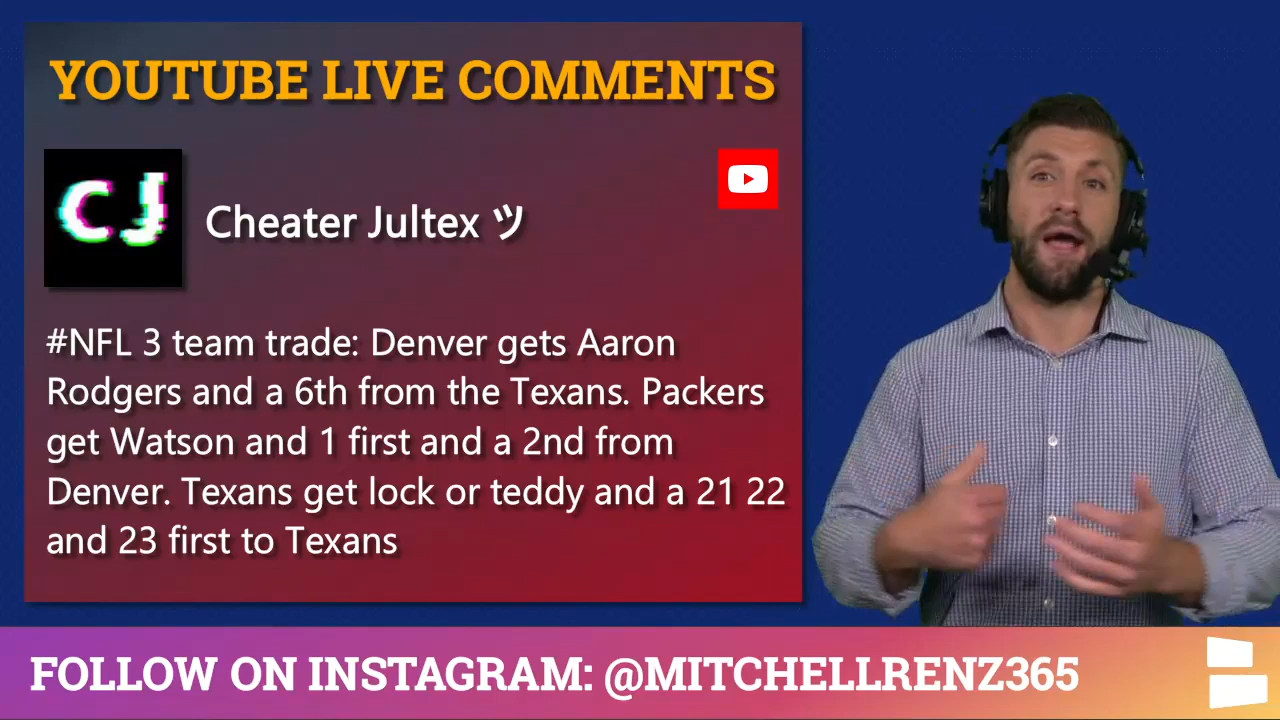 YOUTUBE LIVE COMMENTS
CJ
Cheater Jultex ツ
#NFL 3 team trade: Denver gets Aaron
Rodgers and a 6th from the Texans. Packers
get Watson and 1 first and a 2nd from
Denver. Texans get lock or teddy and a 21 22
and 23 first to Texans
FOLLOW ON INSTAGRAM: @MITCHELLRENZ365